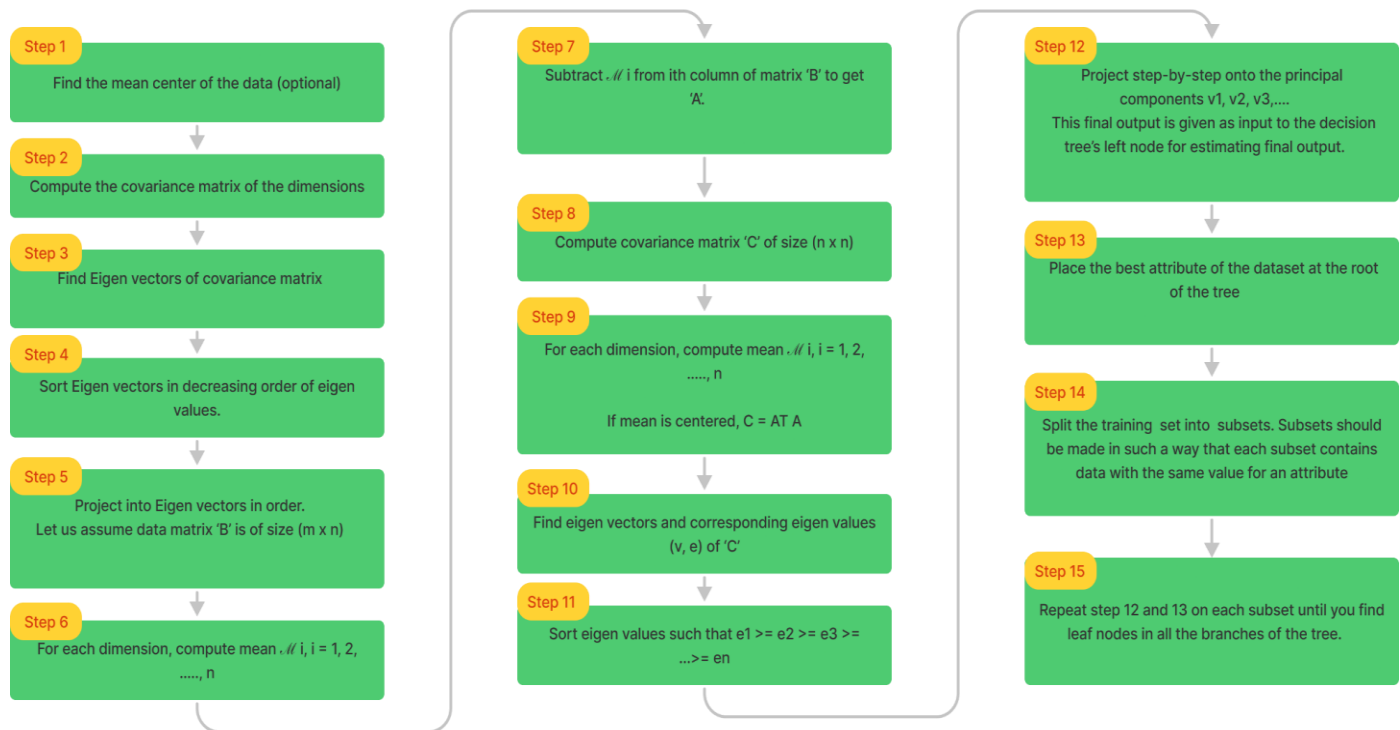 Step 1
Find the mean center of the data (optional)
Step 2
Compute the covariance matrix of the dimensions
Step 3
Find Eigen vectors of covariance matrix
Step 4
Sort Eigen vectors in decreasing order of eigen
values.
Step 5
Project into Eigen vectors in order.
Let us assume data matrix ‘B’ is of size (m x n)
Step 6
For each dimension, compute mean ℳ i, i = 1, 2,
....., n
Step 7
Subtract ℳ i from ith column of matrix ‘B’ to get
‘A’.
Step 8
Compute covariance matrix ‘C’ of size (n x n)
Step 9
For each dimension, compute mean ℳ i, i = 1, 2,
....., n
If mean is centered, C = AT A
Step 10
Find eigen vectors and corresponding eigen values
(v, e) of ‘C’
Step 11
Sort eigen values such that e1 >= e2 >= e3 >=
...>= en
Step 12
Project step-by-step onto the principal
components v1, v2, v3,....
This final output is given as input to the decision
tree’s left node for estimating final output.
Step 13
Place the best attribute of the dataset at the root
of the tree
Step 14
Split the training set into subsets. Subsets should
be made in such a way that each subset contains
data with the same value for an attribute
Step 15
Repeat step 12 and 13 on each subset until you find
leaf nodes in all the branches of the tree.